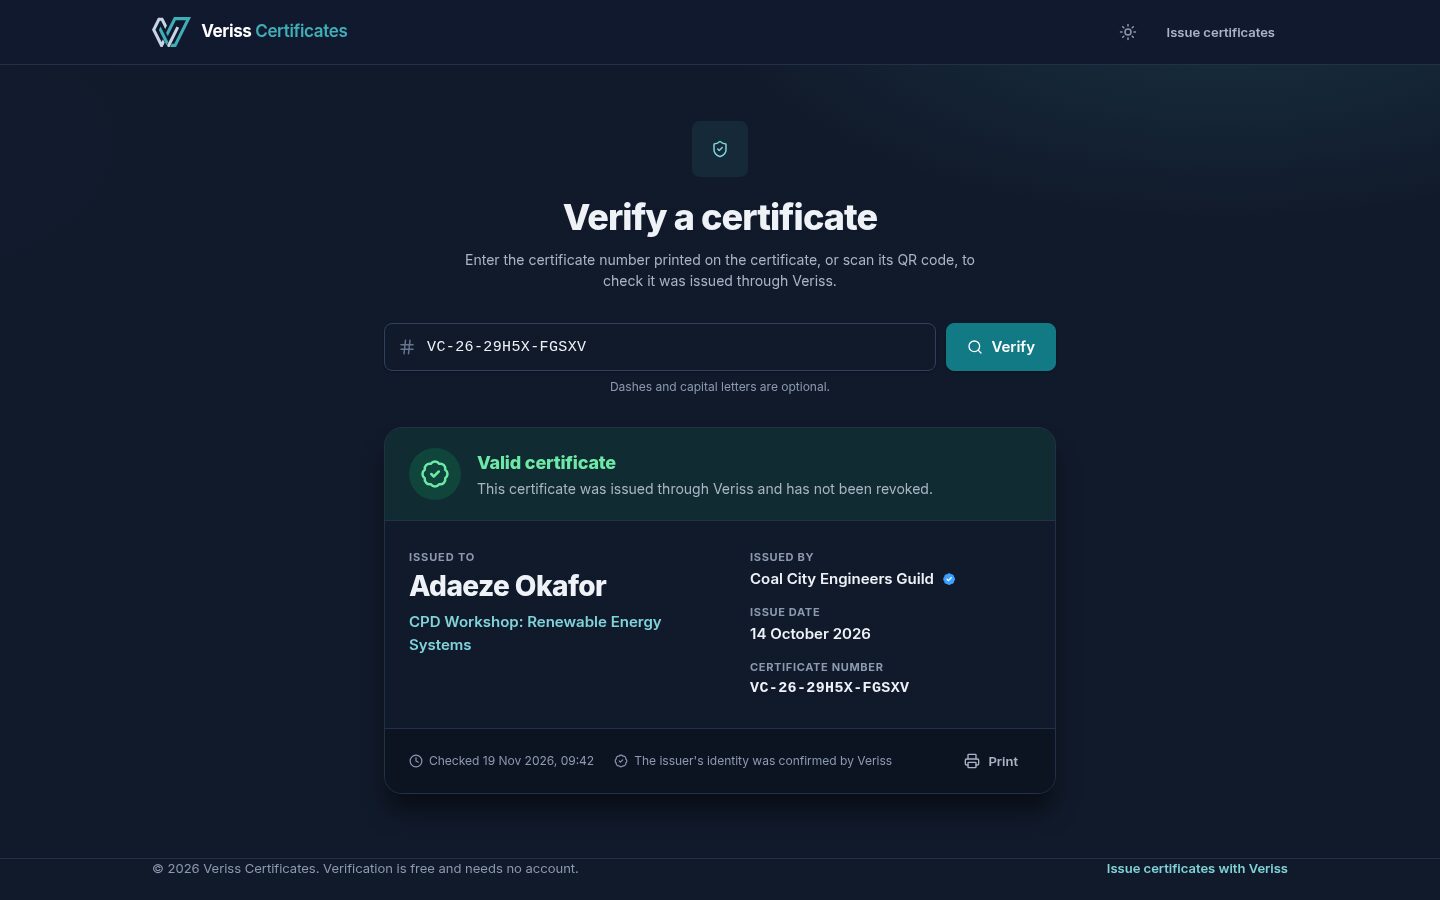 Veriss Certificates
Issue certificates
Verify a certificate
Enter the certificate number printed on the certificate, or scan its QR code, to
check it was issued through Veriss.
VC-26-29H5X-FGSXV
Verify
Dashes and capital letters are optional.
Valid certificate
This certificate was issued through Veriss and has not been revoked.
ISSUED TO
Adaeze Okafor
CPD Workshop: Renewable Energy
Systems
ISSUED BY
Coal City Engineers Guild
ISSUE DATE
14 October 2026
CERTIFICATE NUMBER
VC-26-29H5X-FGSXV
Checked 19 Nov 2026, 09:42
The issuer's identity was confirmed by Veriss
Print
© 2026 Veriss Certificates. Verification is free and needs no account.
Issue certificates with Veriss